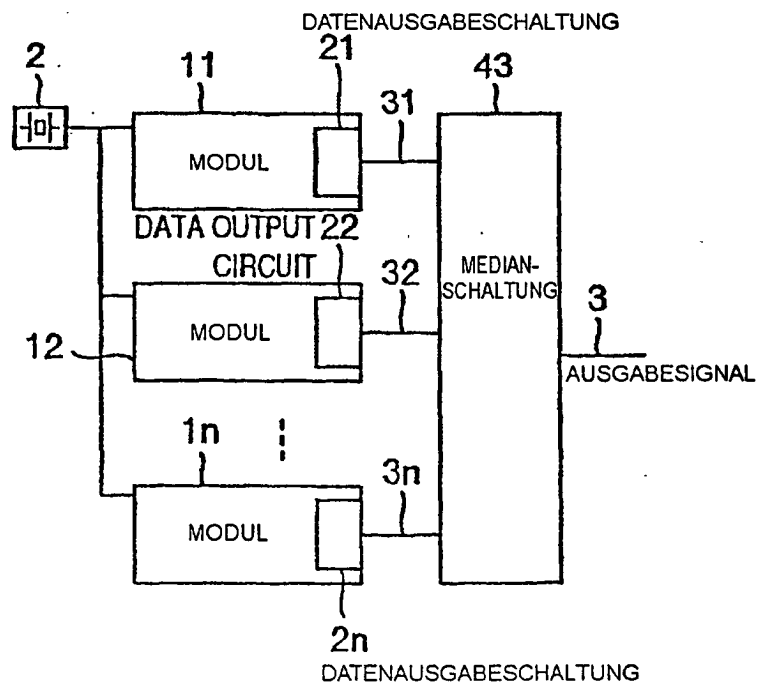 DATENAUSGABESCHALTUNG
2
11
21
31
43
MODUL
DATA OUTPUT 22
CIRCUIT
32
MEDIAN-
SCHALTUNG
3
MODUL
12
AUSGABESIGNAL
1n
3n
MODUL
2n
DATENAUSGABESCHALTUNG